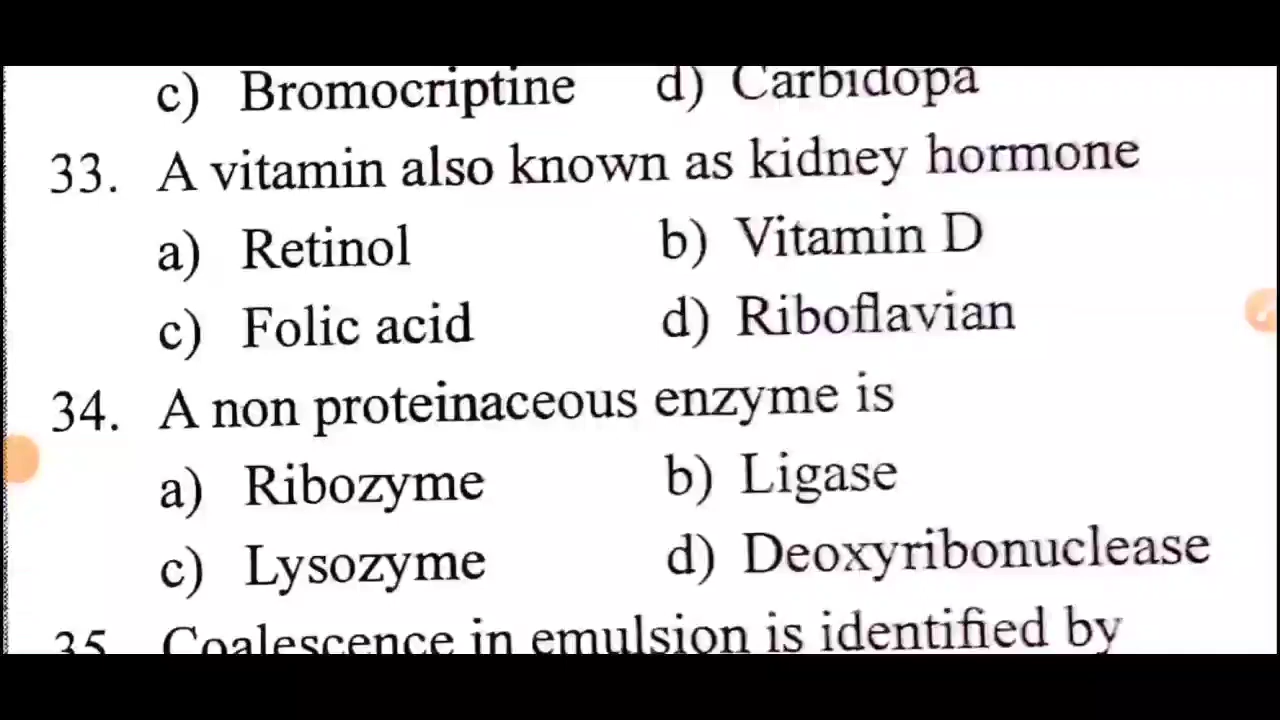 c) Bromocriptine d) Carbidopa
33. A vitamin also known as kidney hormone
a) Retinol b) Vitamin D
c) Folic acid d) Riboflavian
34. A non proteinaceous enzyme is
a) Ribozyme b) Ligase
c) Lysozyme d) Deoxyribonuclease
35 Coalescence in emulsion is identified by